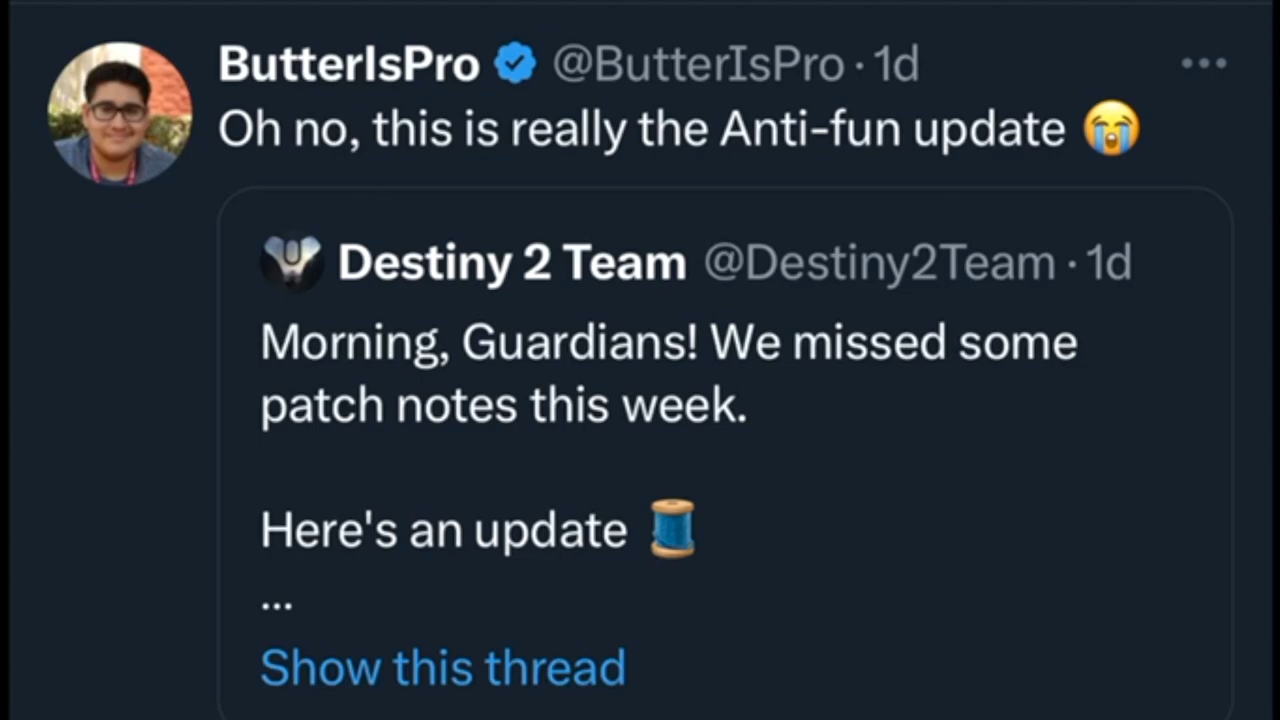 ButterIsPro @ButterIsPro · 1d
Oh no, this is really the Anti-fun update 😭
Destiny 2 Team @Destiny2Team · 1d
Morning, Guardians! We missed some
patch notes this week.
Here's an update 🧵
...
Show this thread